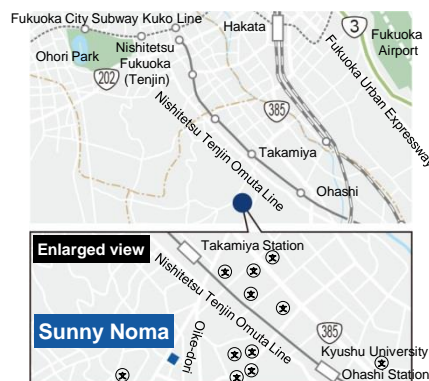 Fukuoka City Subway Kuko Line
Hakata
3
Fukuoka
Airport
Ohori Park
Nishitetsu
Fukuoka
(Tenjin)
202
Fukuoka Urban Expressway
385
Nishitetsu Tenjin Omuta Line
Takamiya
Ohashi
Enlarged view
Takamiya Station
Nishitetsu Tenjin Omuta Line
Sunny Noma
Oike-dori
385
Kyushu University
Ohashi Station